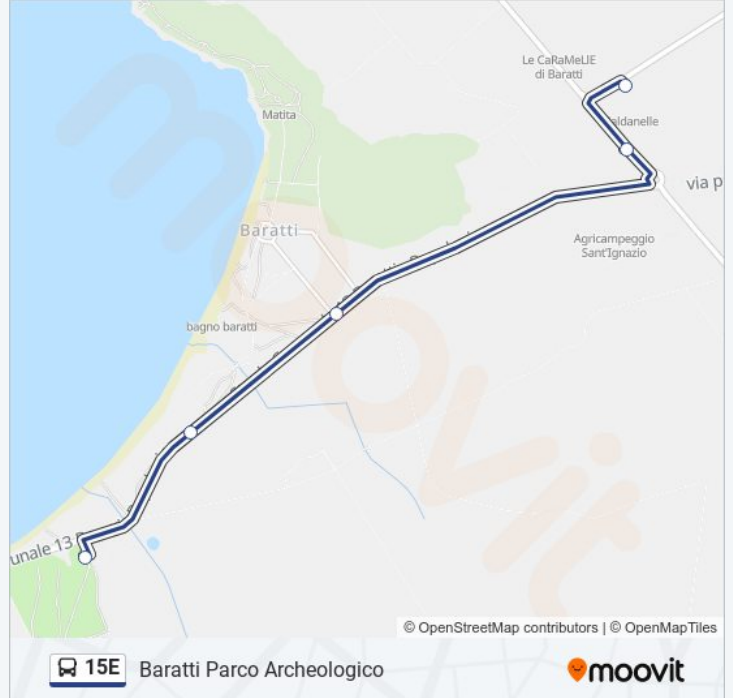 Le CaRaMeLlE
di Baratti
Matita
aldanelle
via p
Baratti
Agricampeggio
Sant'Ignazio
bagno baratti
unale 13
moovit
© OpenStreetMap contributors | © OpenMapTiles
15E Baratti Parco Archeologico
moovit